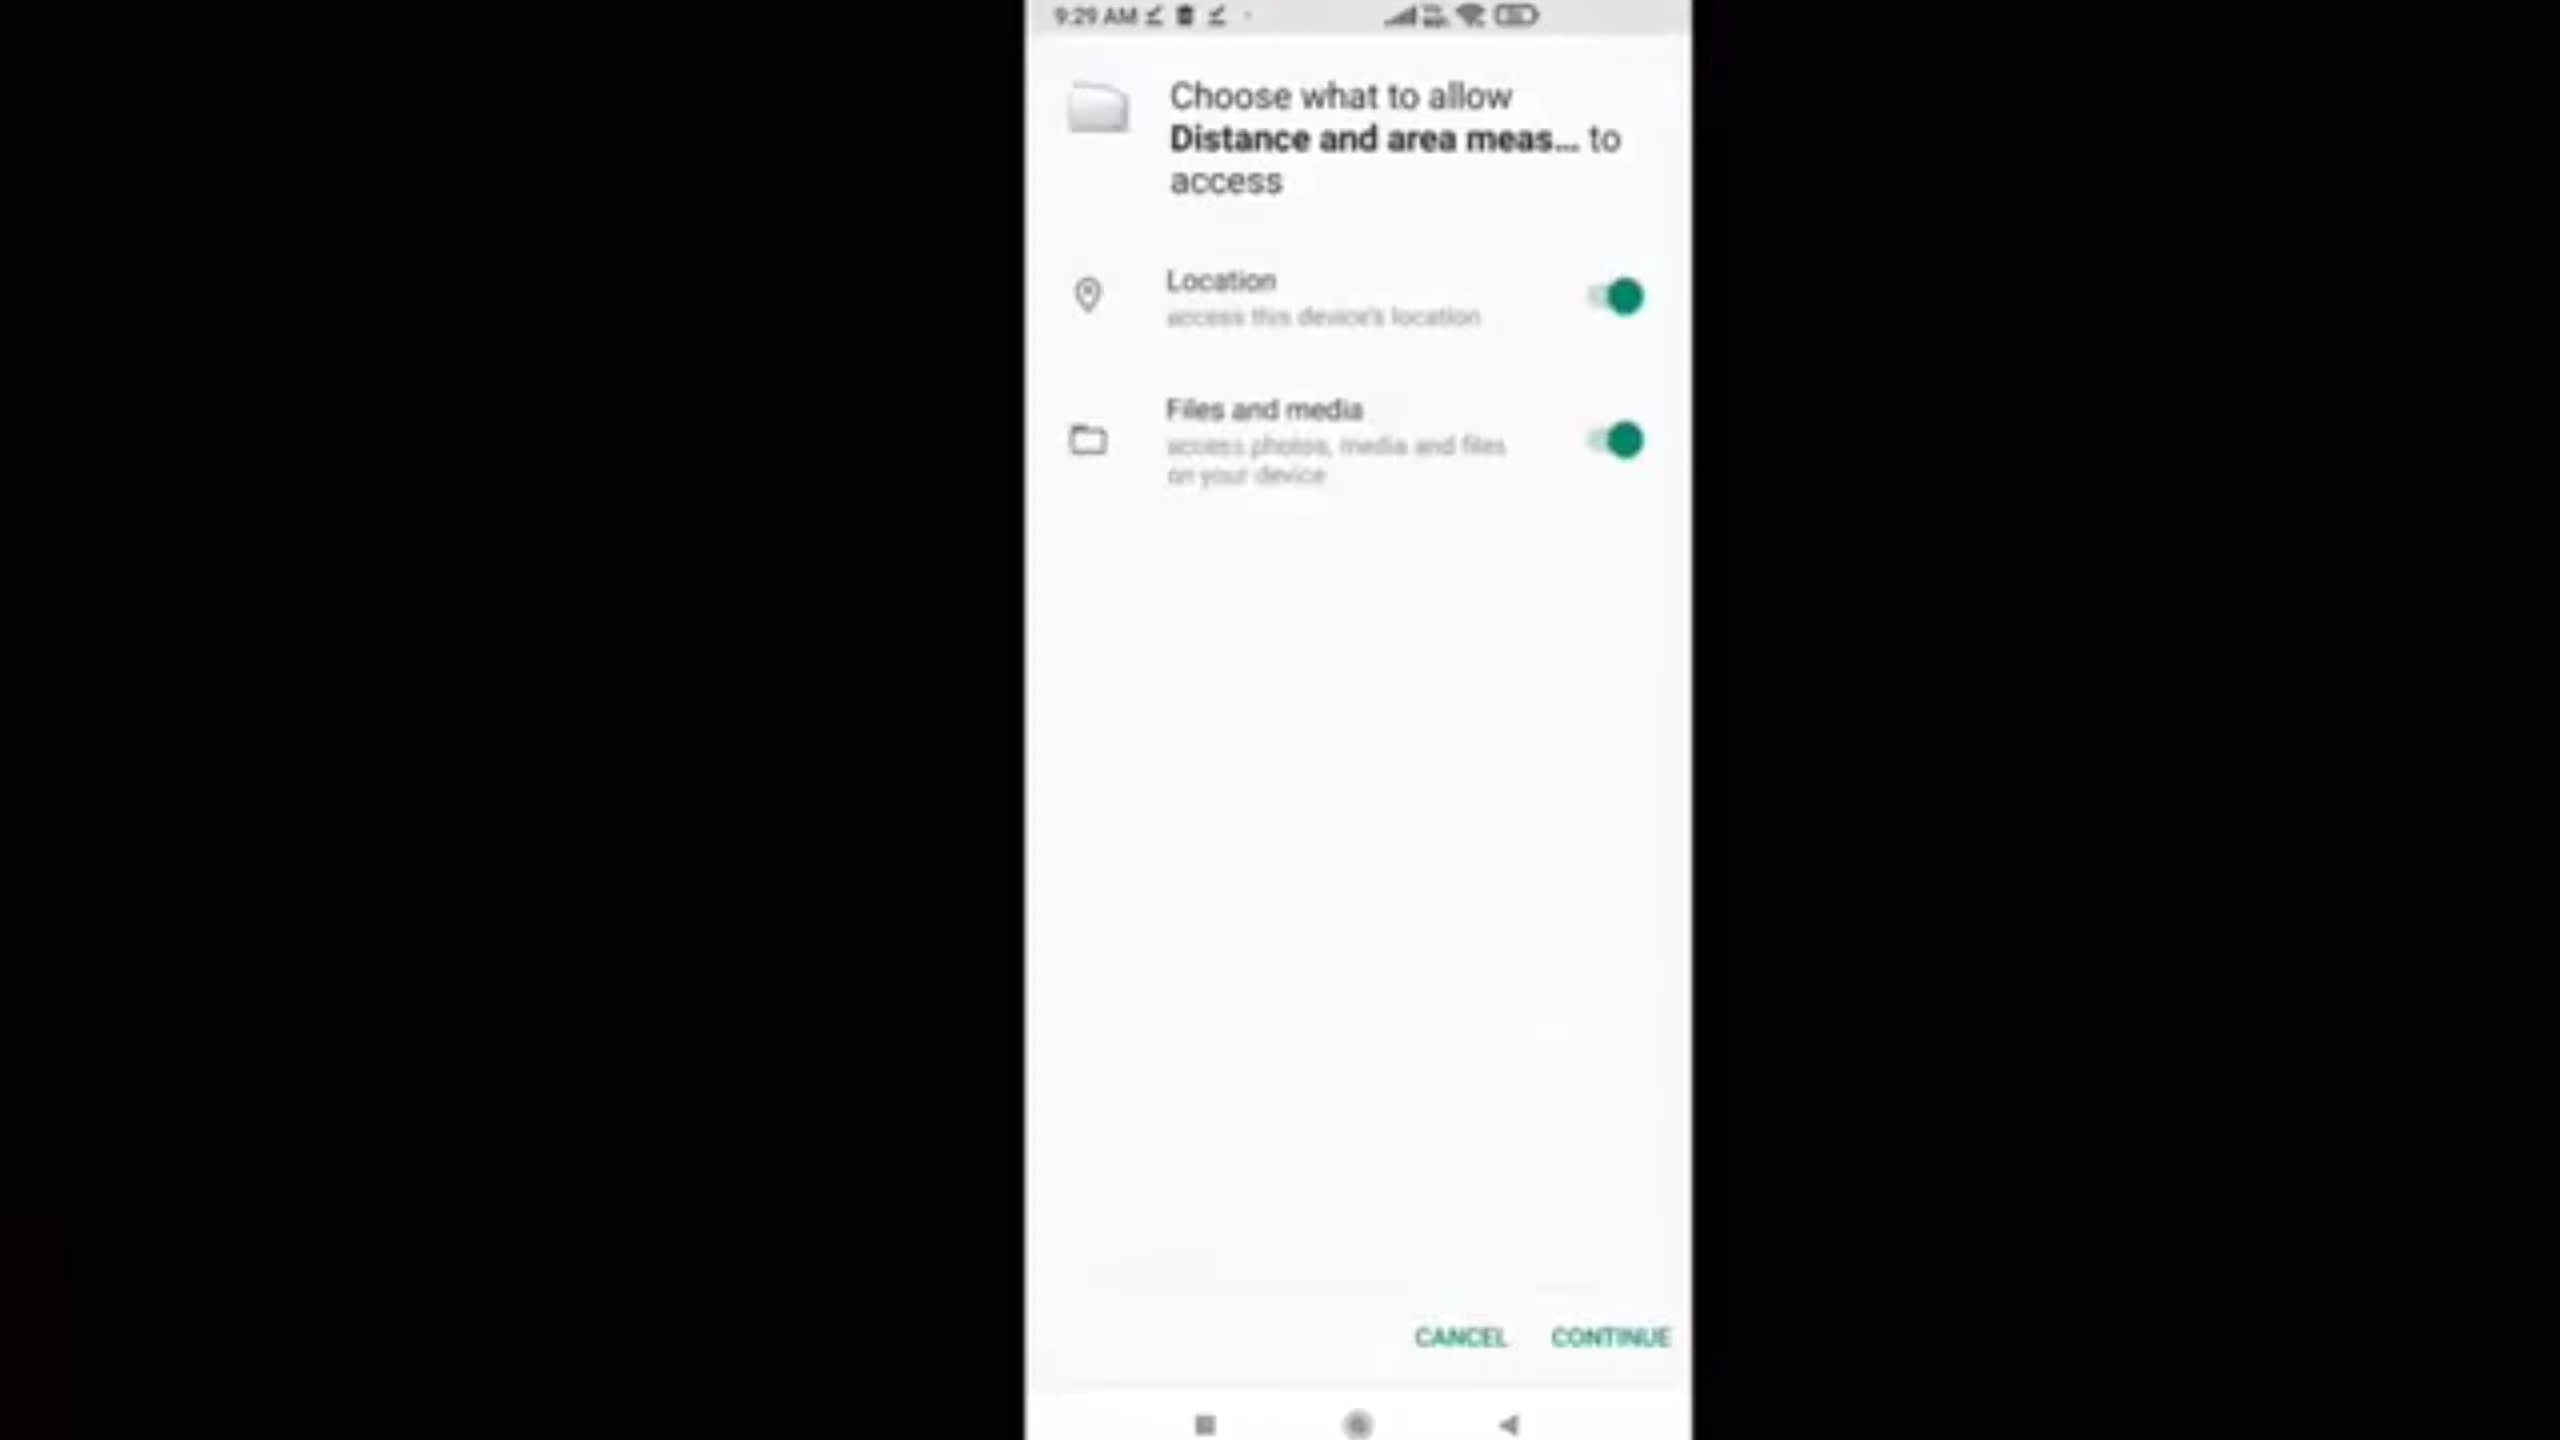 9:29 AM
Choose what to allow
Distance and area meas... to
access
Location
access this device's location
Files and media
access photos, media and files
on your device
CANCEL CONTINUE